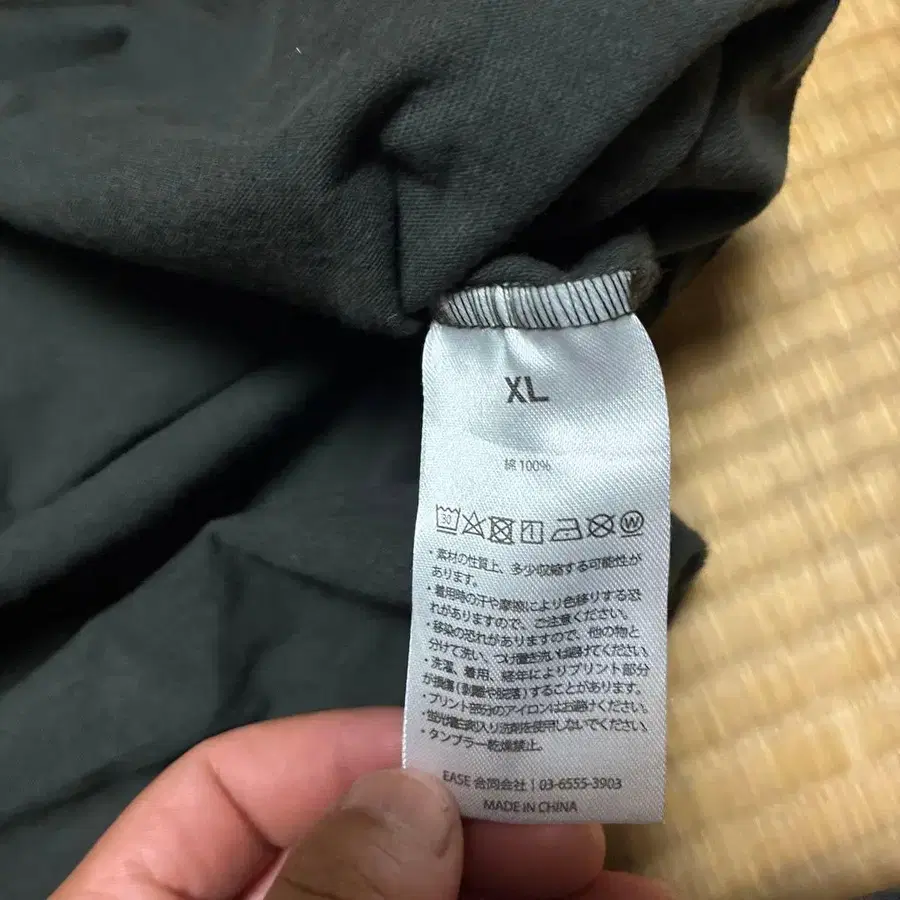 XL
綿 100%
30
W
・素材の性質上、多少収縮する可能性が
あります。
・着用時の汗や摩擦により色移りする恐
れがありますので、ご注意ください。
・移染の恐れがありますので、他の物と
分けて洗い、つけ置き洗いは避けてください。
・洗濯、着用、経年によりプリント部分
が損傷(剥離や脱落)することがあります。
・プリント部分のアイロンはお避けください。
・蛍光増白剤入り洗剤を使用しないでください。
・タンブラー乾燥禁止。
EASE 合同会社 | 03-6555-3903
MADE IN CHINA